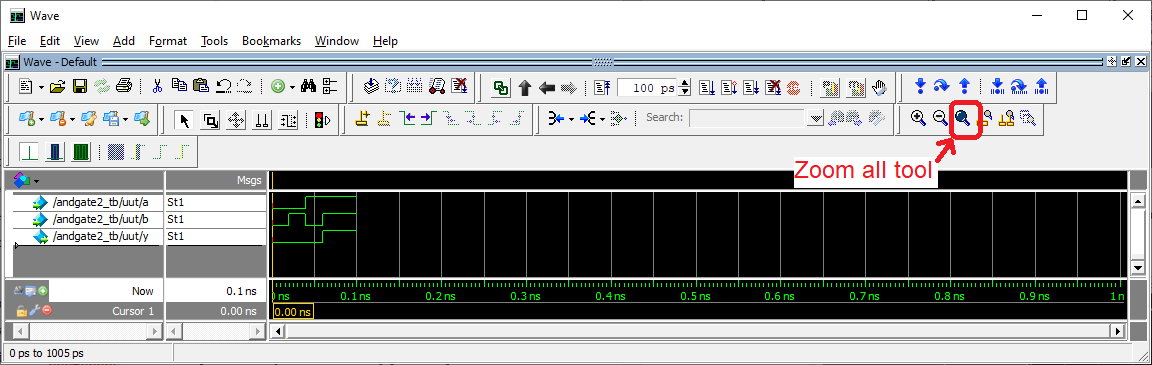 Wave
File Edit View Add Format Tools Bookmarks Window Help
Wave - Default
100 ps
Search:
Zoom all tool
Msgs
/andgate2_tb/uut/a St1
/andgate2_tb/uut/b St1
/andgate2_tb/uut/y St1
Now 0.1 ns
ns 0.1 ns 0.2 ns 0.3 ns 0.4 ns 0.5 ns 0.6 ns 0.7 ns 0.8 ns 0.9 ns 1 n
Cursor 1 0.00 ns
0.00 ns
0 ps to 1005 ps